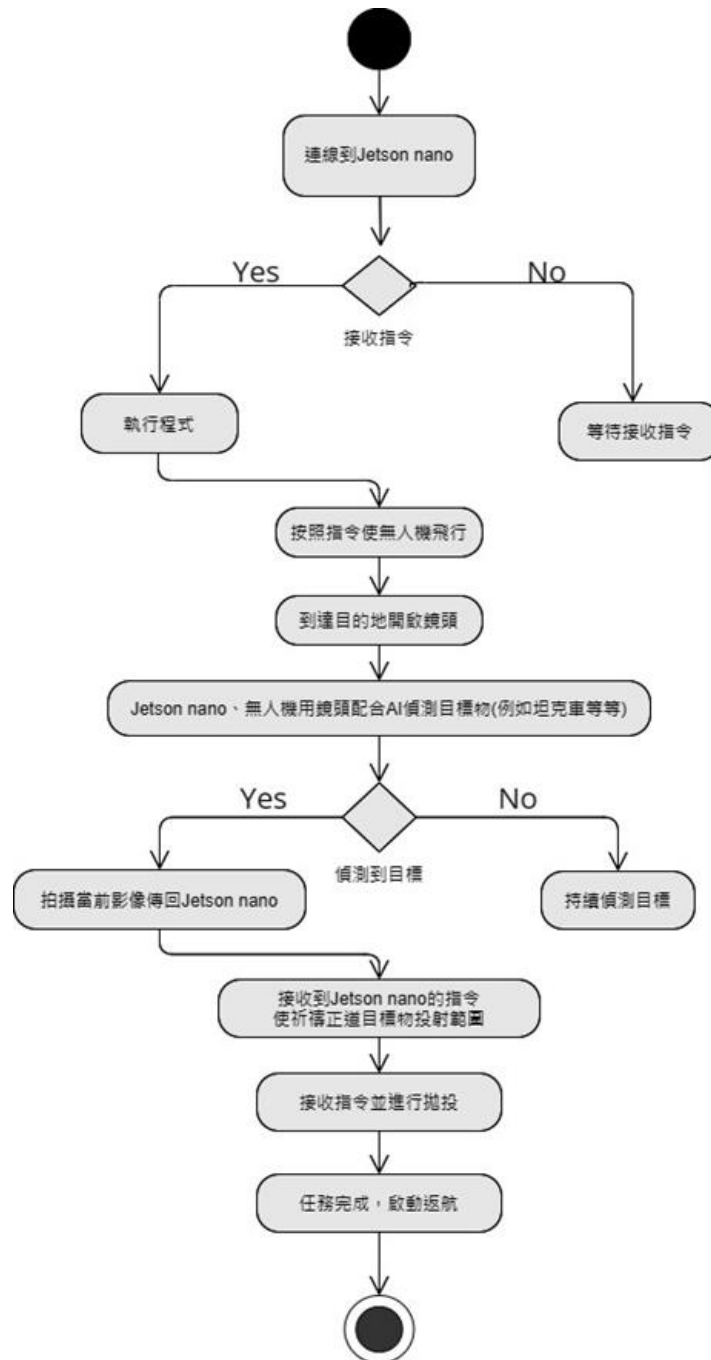 連線到Jetson nano
Yes
No
接收指令
執行程式
等待接收指令
按照指令使無人機飛行
到達目的地開啟鏡頭
Jetson nano、無人機用鏡頭配合AI偵測目標物(例如坦克車等等)
Yes
No
偵測到目標
拍攝當前影像傳回Jetson nano
持續偵測目標
接收到Jetson nano的指令
使祈禱正道目標物投射範圍
接收指令並進行拋投
任務完成，啟動返航